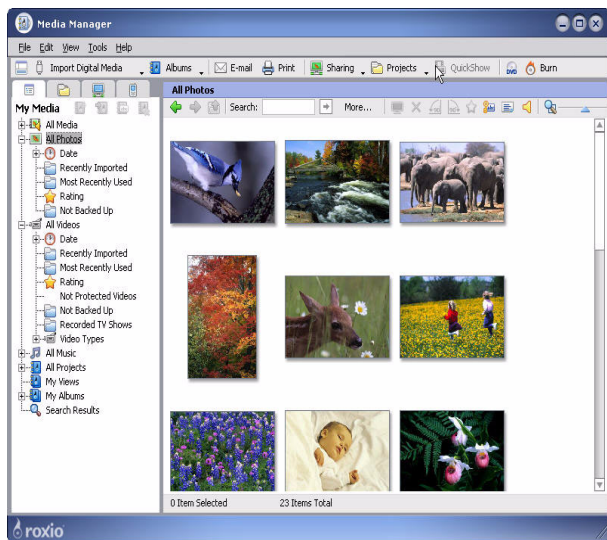 Media Manager
File Edit View Tools Help
Import Digital Media Albums E-mail Print Sharing Projects QuickShow Burn
All Photos
My Media
Search: More...
All Media
All Photos
Date
Recently Imported
Most Recently Used
Rating
Not Backed Up
All Videos
Date
Recently Imported
Most Recently Used
Rating
Not Protected Videos
Not Backed Up
Recorded TV Shows
Video Types
All Music
All Projects
My Views
My Albums
Search Results
0 Item Selected 23 Items Total
roxio